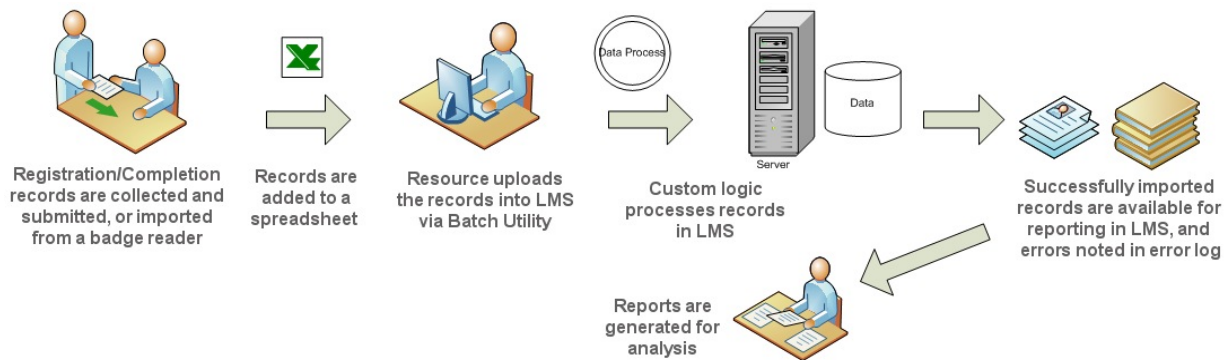 Registration/Completion
records are collected and
submitted, or imported
from a badge reader
Records are
added to a
spreadsheet
Resource uploads
the records into LMS
via Batch Utility
Data Process
Custom logic
processes records
in LMS
Server
Data
Successfully imported
records are available for
reporting in LMS, and
errors noted in error log
Reports are
generated for
analysis